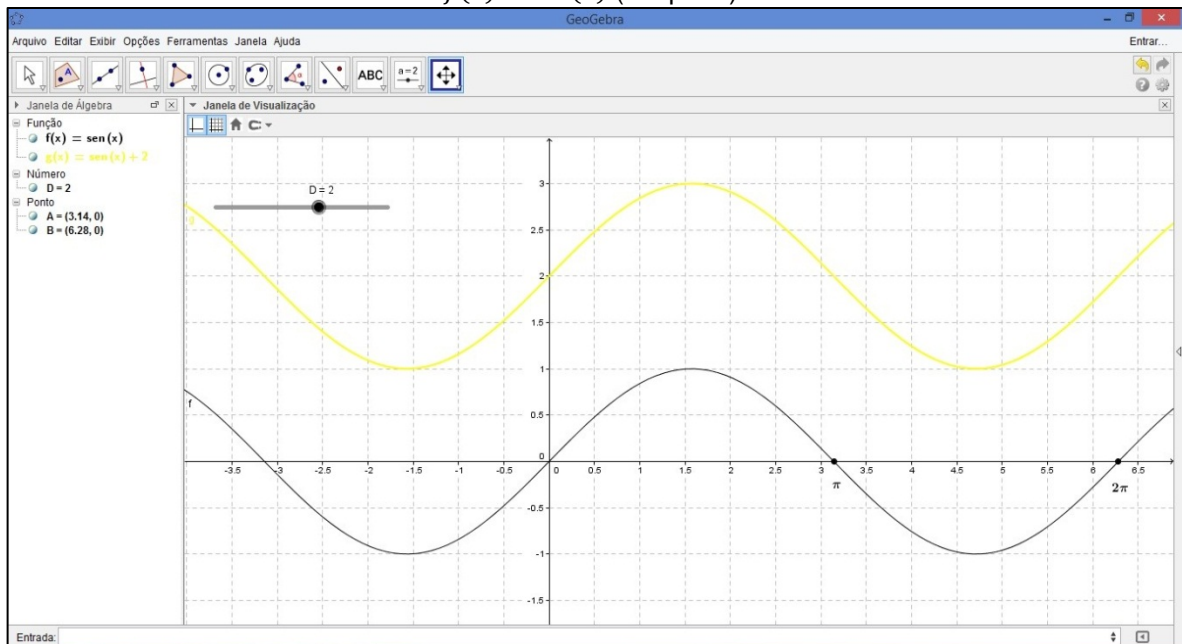 GeoGebra
Arquivo Editar Exibir Opções Ferramentas Janela Ajuda
Entrar...
ABC
a=2
Janela de Álgebra
Função
f(x) = sen(x)
g(x) = sen(x) + 2
Número
D = 2
Ponto
A = (3.14, 0)
B = (6.28, 0)
Janela de Visualização
D = 2
g
f
3
2.5
2
1.5
1
0.5
0
-0.5
-1
-1.5
-3.5 -3 -2.5 -2 -1.5 -1 -0.5 0 0.5 1 1.5 2 2.5 3 3.5 4 4.5 5 5.5 6 6.5
π
2π
Entrada: